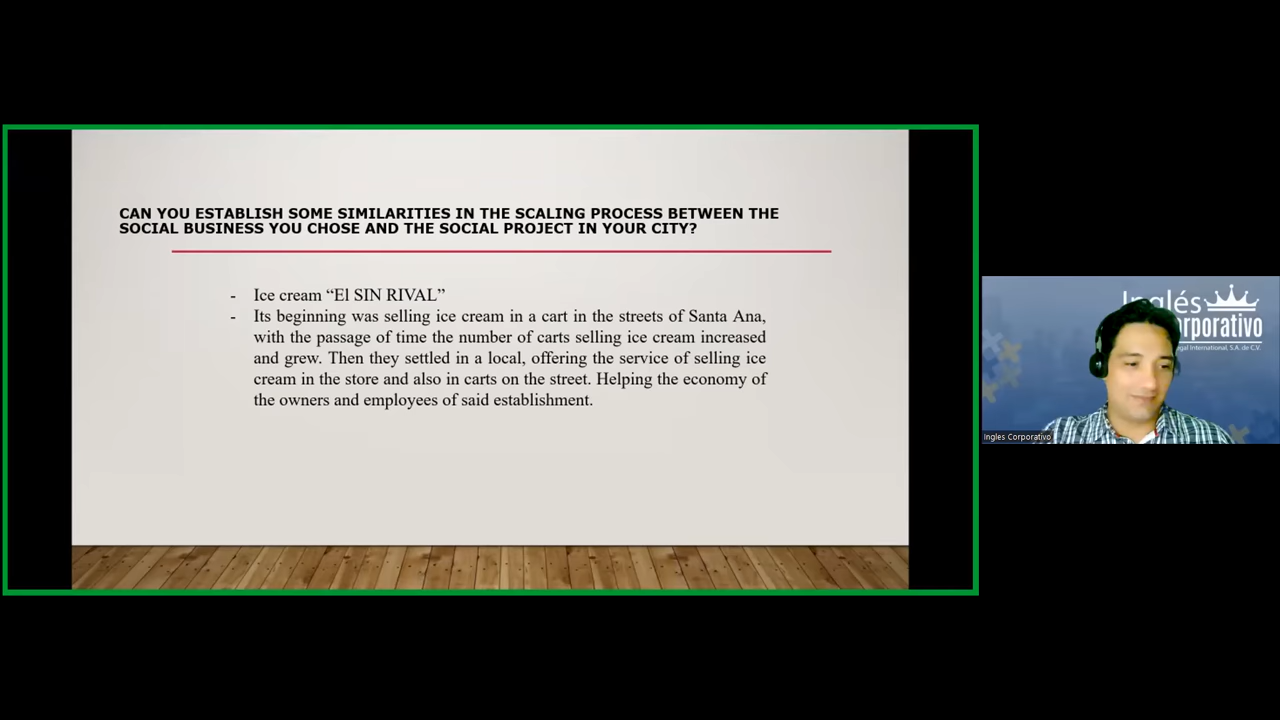 CAN YOU ESTABLISH SOME SIMILARITIES IN THE SCALING PROCESS BETWEEN THE
SOCIAL BUSINESS YOU CHOSE AND THE SOCIAL PROJECT IN YOUR CITY?
- Ice cream “El SIN RIVAL”
- Its beginning was selling ice cream in a cart in the streets of Santa Ana,
with the passage of time the number of carts selling ice cream increased
and grew. Then they settled in a local, offering the service of selling ice
cream in the store and also in carts on the street. Helping the economy of
the owners and employees of said establishment.
Inglés
International, S.A. de C.V.
Ingles Corporativo